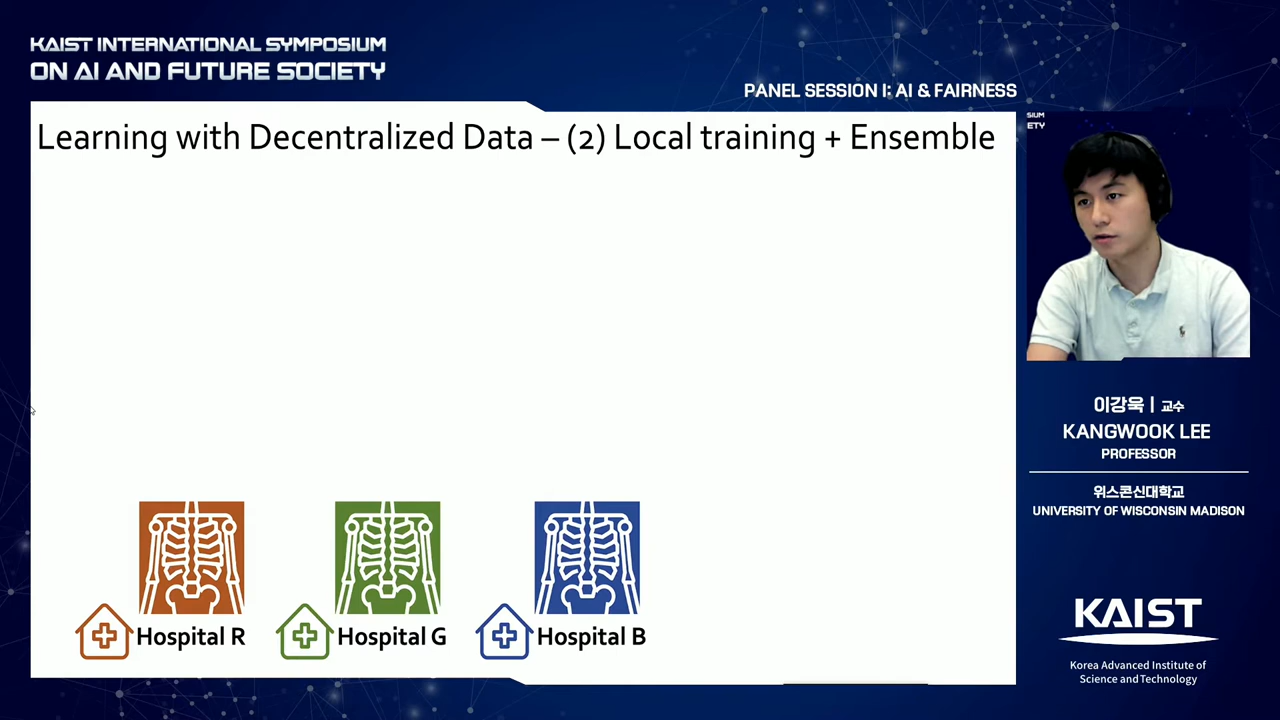 KAIST INTERNATIONAL SYMPOSIUM
ON AI AND FUTURE SOCIETY
PANEL SESSION I: AI & FAIRNESS
Learning with Decentralized Data – (2) Local training + Ensemble
SIUM
ETY
Hospital R
Hospital G
Hospital B
이강욱 | 교수
KANGWOOK LEE
PROFESSOR
위스콘신대학교
UNIVERSITY OF WISCONSIN MADISON
KAIST
Korea Advanced Institute of
Science and Technology